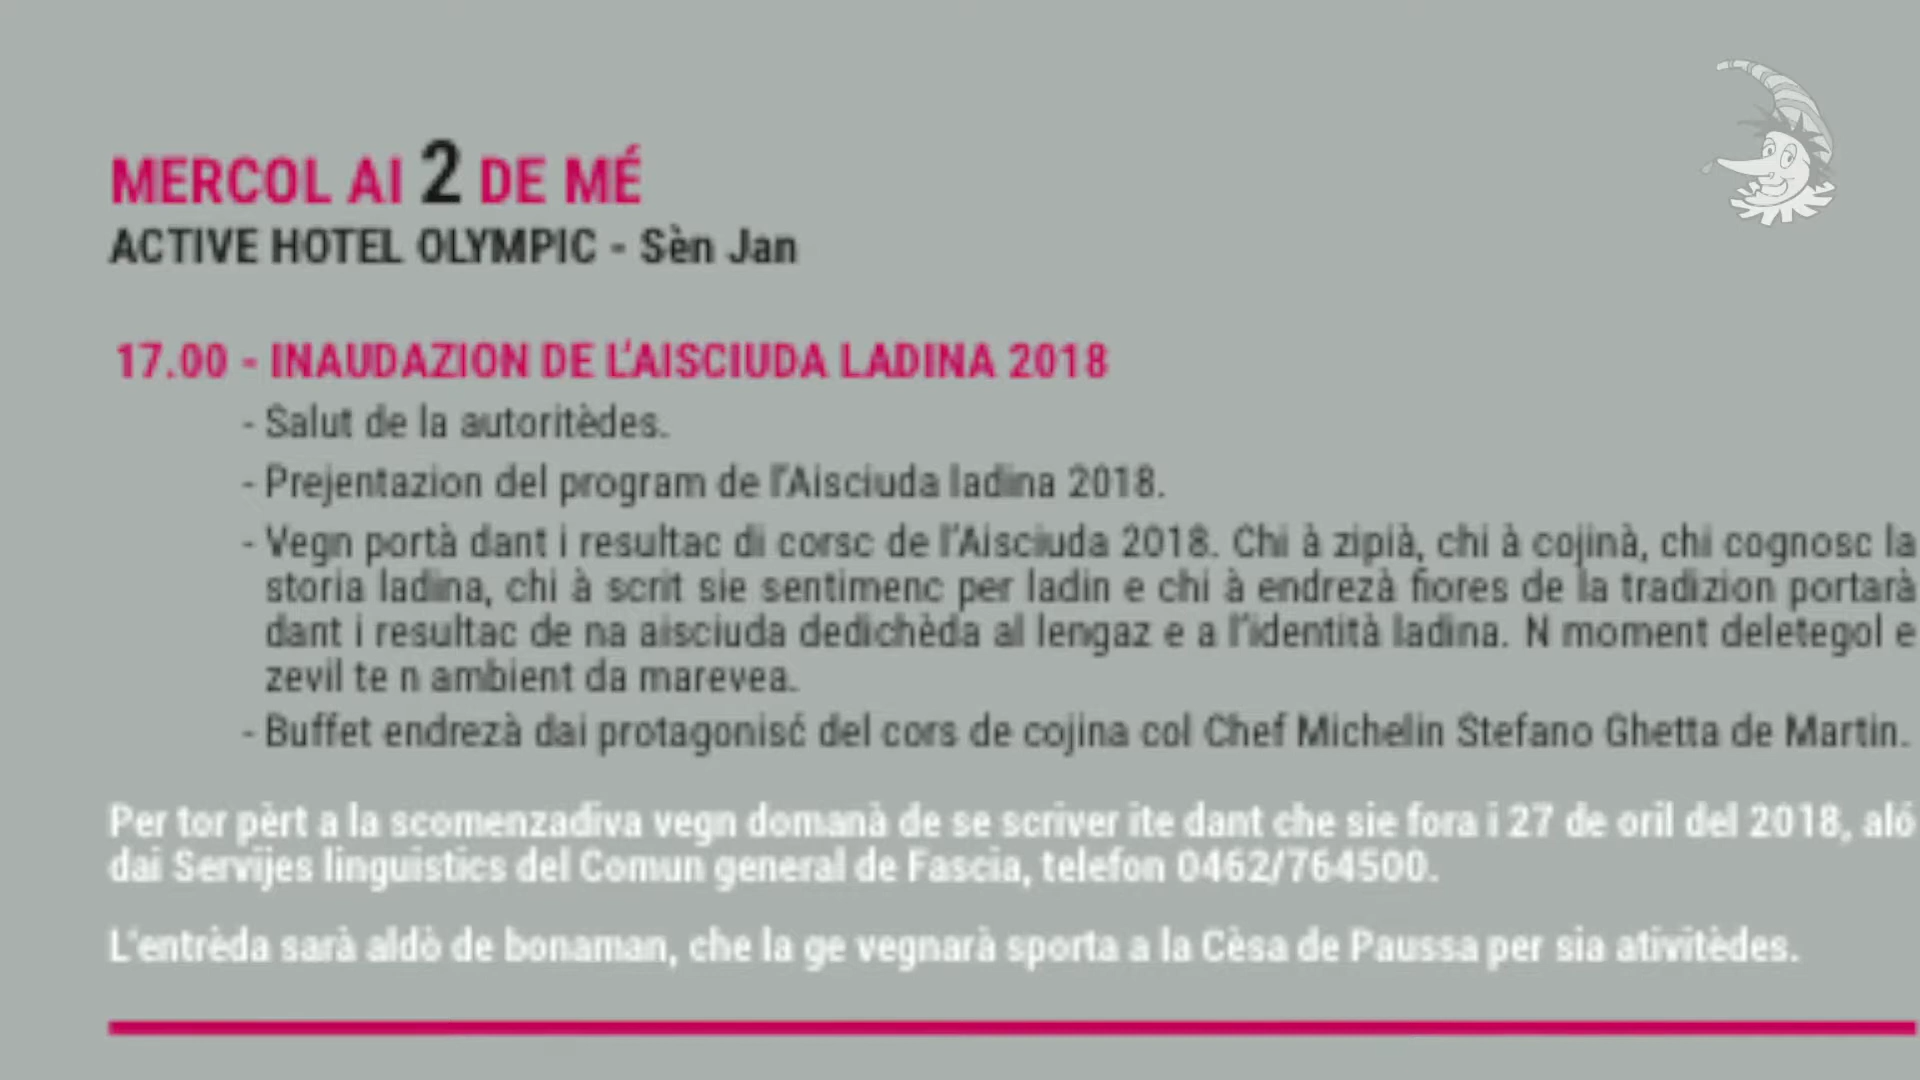 MERCOL AI 2 DE MÉ
ACTIVE HOTEL OLYMPIC - Sèn Jan
17.00 - INAUDAZION DE L'AISCIUDA LADINA 2018
- Salut de la autoritèdes.
- Prejentazion del program de l'Aisciuda ladina 2018.
- Vegn portà dant i resultac di corsc de l'Aisciuda 2018. Chi à zipià, chi à cojinà, chi cognosc la
storia ladina, chi à scrit sie sentimenc per ladin e chi à endrezà fiores de la tradizion portarà
dant i resultac de na aisciuda dedichèda al lengaz e a l'identità ladina. N moment deletegol e
zevil te n ambient da marevea.
- Buffet endrezà dai protagonisć del cors de cojina col Chef Michelin Stefano Ghetta de Martin.
Per tor pèrt a la scomenzadiva vegn domanà de se scriver ite dant che sie fora i 27 de oril del 2018, aló
dai Servijes linguistics del Comun general de Fascia, telefon 0462/764500.
L'entrèda sarà aldò de bonaman, che la ge vegnarà sporta a la Cèsa de Paussa per sia ativitèdes.